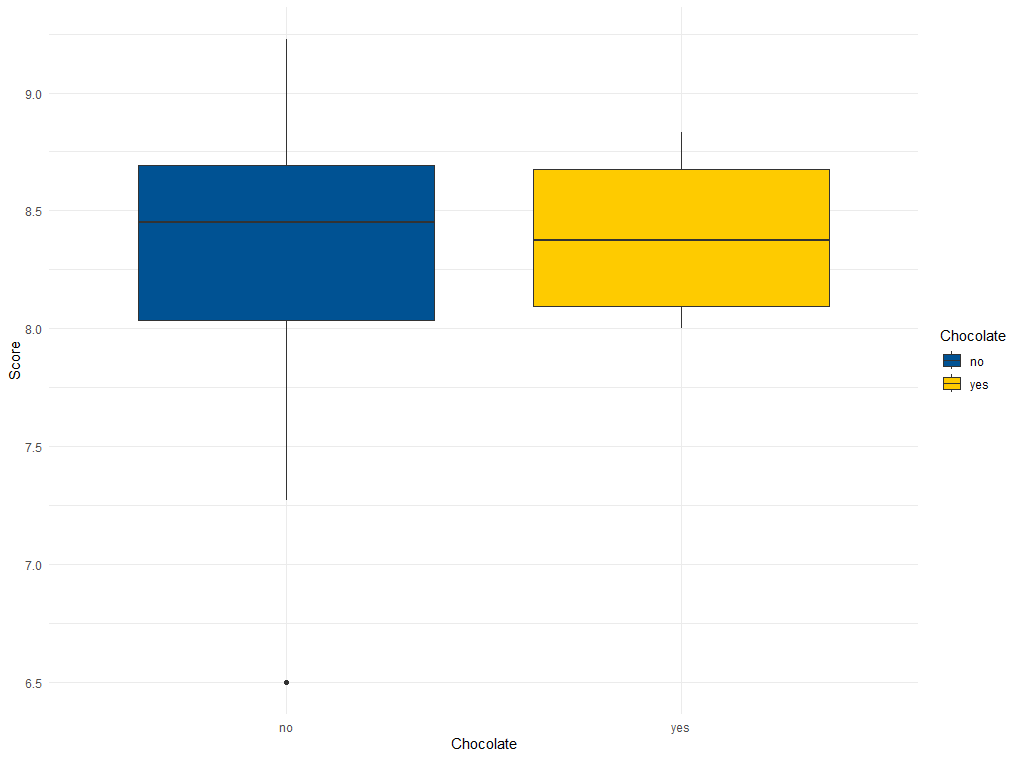 9.0
8.5
8.0
7.5
7.0
6.5
Score
no
yes
Chocolate
Chocolate
no
yes